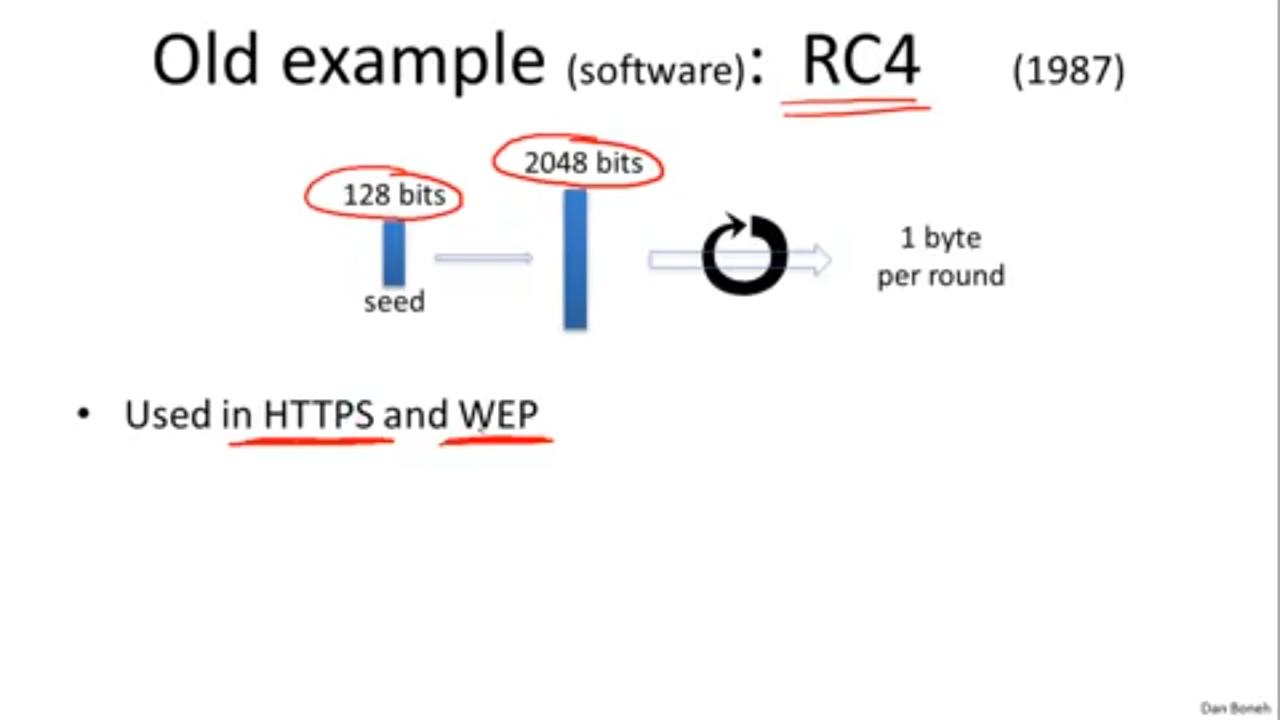 Old example (software): RC4 (1987)
2048 bits
128 bits
1 byte
per round
seed
• Used in HTTPS and WEP
Dan Boneh